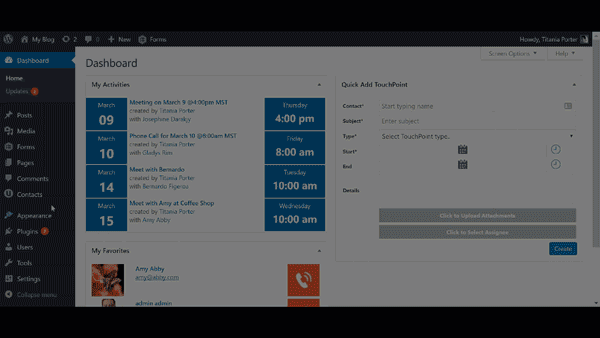 My Blog 2 0 + New Forms
Howdy, Titania Porter
Dashboard
Home
Updates
Posts
Media
Forms
Pages
Comments
Contacts
Appearance
Plugins
Users
Tools
Settings
Collapse menu
Screen Options ▼ Help ▼
Dashboard
My Activities
March
09
Meeting on March 9 @4:00pm MST
created by Titania Porter
with Josephine Darakjy
Thursday
4:00 pm
March
10
Phone Call for March 10 @8:00am MST
created by Titania Porter
with Gladys Rim
Friday
8:00 am
March
14
Meet with Bernardo
created by Titania Porter
with Bernardo Figeroa
Tuesday
10:00 am
March
15
Meet with Amy at Coffee Shop
created by Titania Porter
with Amy Abby
Wednesday
10:00 am
My Favorites
Amy Abby
amy@abby.com
admin admin
Quick Add TouchPoint
Contact* Start typing name
Subject* Enter subject
Type* Select TouchPoint type.
Start*
End
Details
Click to Upload Attachments
Click to Select Assignee
Create